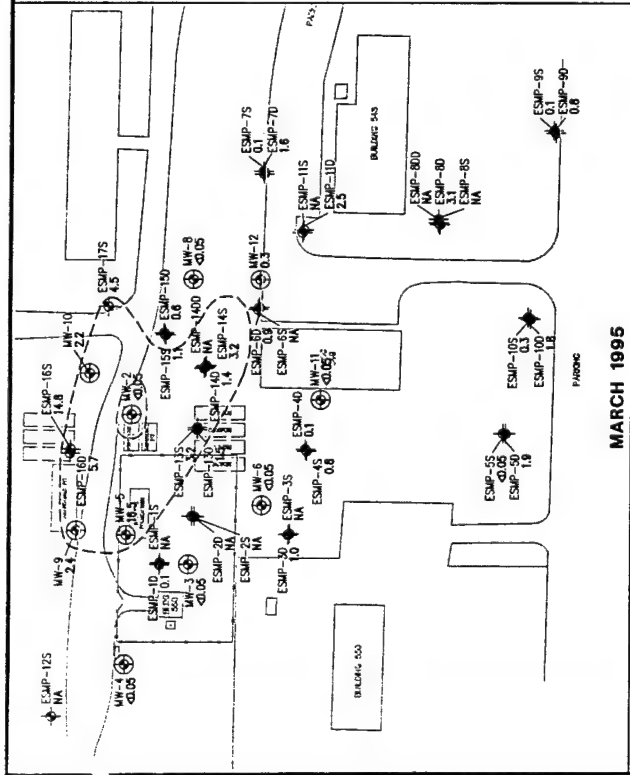 MARCH 1995
ESMP-12S
NA
MW-4
<0.05
MW-9
2.4
ESMP-16D
5.7
ESMP-16S
14.8
MW-10
2.2
ESMP-17S
4.5
MW-5
16.5
MW-2
<0.05
ESMP-1S
NA
ESMP-1D
0.1
BLDG
560
MW-3
<0.05
ESMP-2D
NA
ESMP-2S
NA
ESMP-13S
ESMP-13D
ESMP-15S
ESMP-15D
0.6
ESMP-14DD
NA
ESMP-14S
3.2
ESMP-14D
1.4
MW-8
<0.05
ESMP-7S
0.1
ESMP-7D
1.6
MW-6
<0.05
ESMP-3S
NA
ESMP-3D
1.0
ESMP-4D
0.1
ESMP-4S
0.8
MW-11
<0.05
ESMP-6D
0.9
ESMP-6S
NA
MW-12
0.3
ESMP-11S
NA
ESMP-11D
2.5
BUILDING
ESMP-8DD
NA
ESMP-8D
3.1
ESMP-8S
NA
ESMP-9S
0.1
ESMP-9D
0.8
BUILDING 550
ESMP-5S
<0.05
ESMP-5D
1.9
ESMP-10S
0.3
ESMP-10D
1.8
PARKING